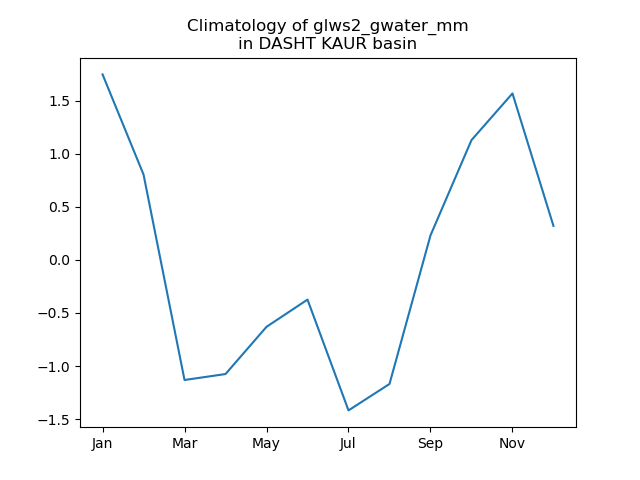 Climatology of glws2_gwater_mm
in DASHT KAUR basin
1.5
1.0
0.5
0.0
−0.5
−1.0
−1.5
Jan Mar May Jul Sep Nov